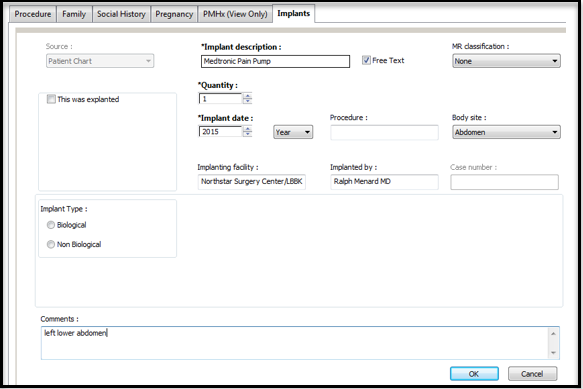 Procedure Family Social History Pregnancy PMHx (View Only) Implants
Source : *Implant description : MR classification :
Patient Chart Medtronic Pain Pump Free Text None
*Quantity :
This was explanted 1
*Implant date : Procedure : Body site :
2015 Year Abdomen
Implanting facility : Implanted by : Case number :
Northstar Surgery Center/LBBK Ralph Menard MD
Implant Type :
Biological
Non Biological
Comments :
left lower abdomen
OK Cancel